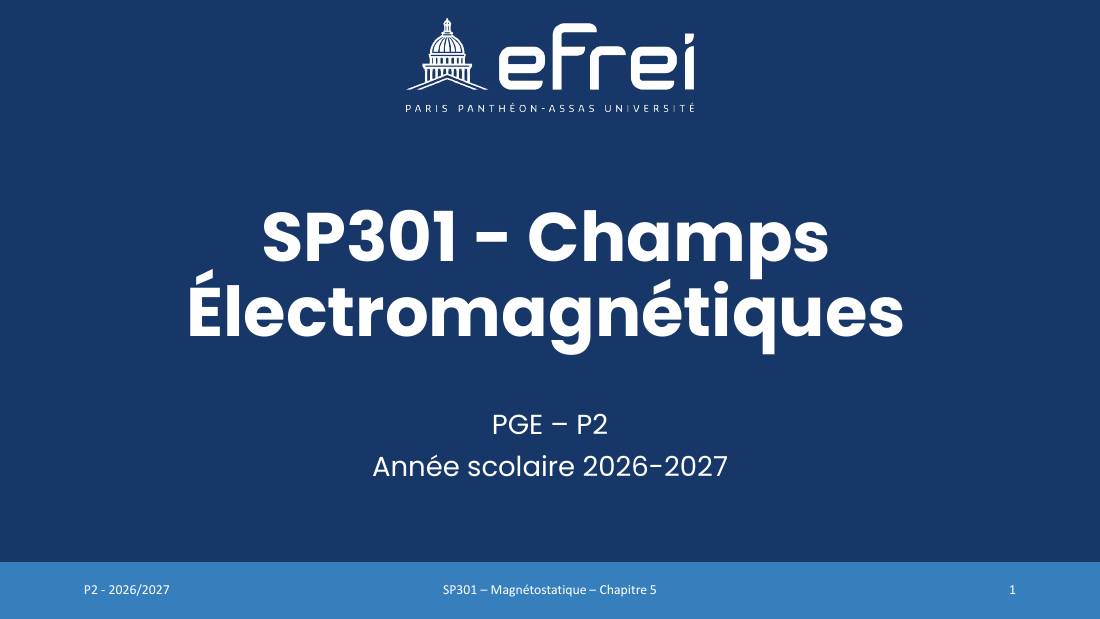 efrei
PARIS PANTHÉON-ASSAS UNIVERSITÉ
SP301 - Champs
Électromagnétiques
PGE – P2
Année scolaire 2026-2027
P2 - 2026/2027
SP301 – Magnétostatique – Chapitre 5
1